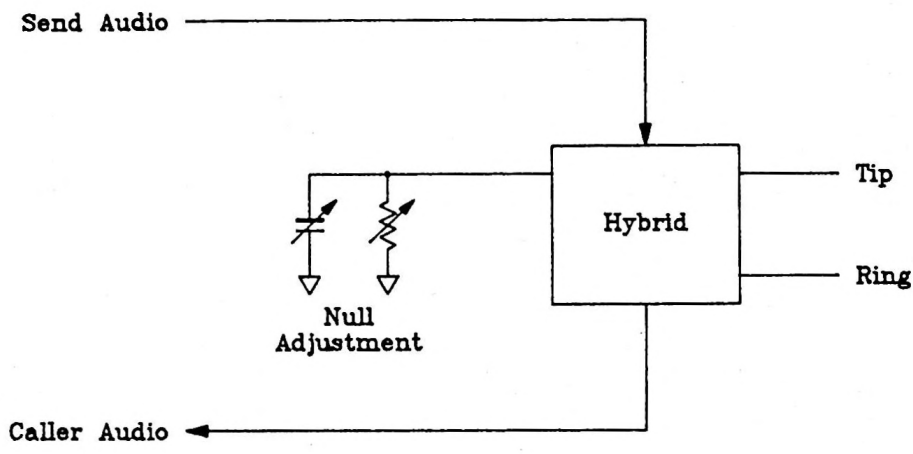 Send Audio
Tip
Hybrid
Ring
Null
Adjustment
Caller Audio